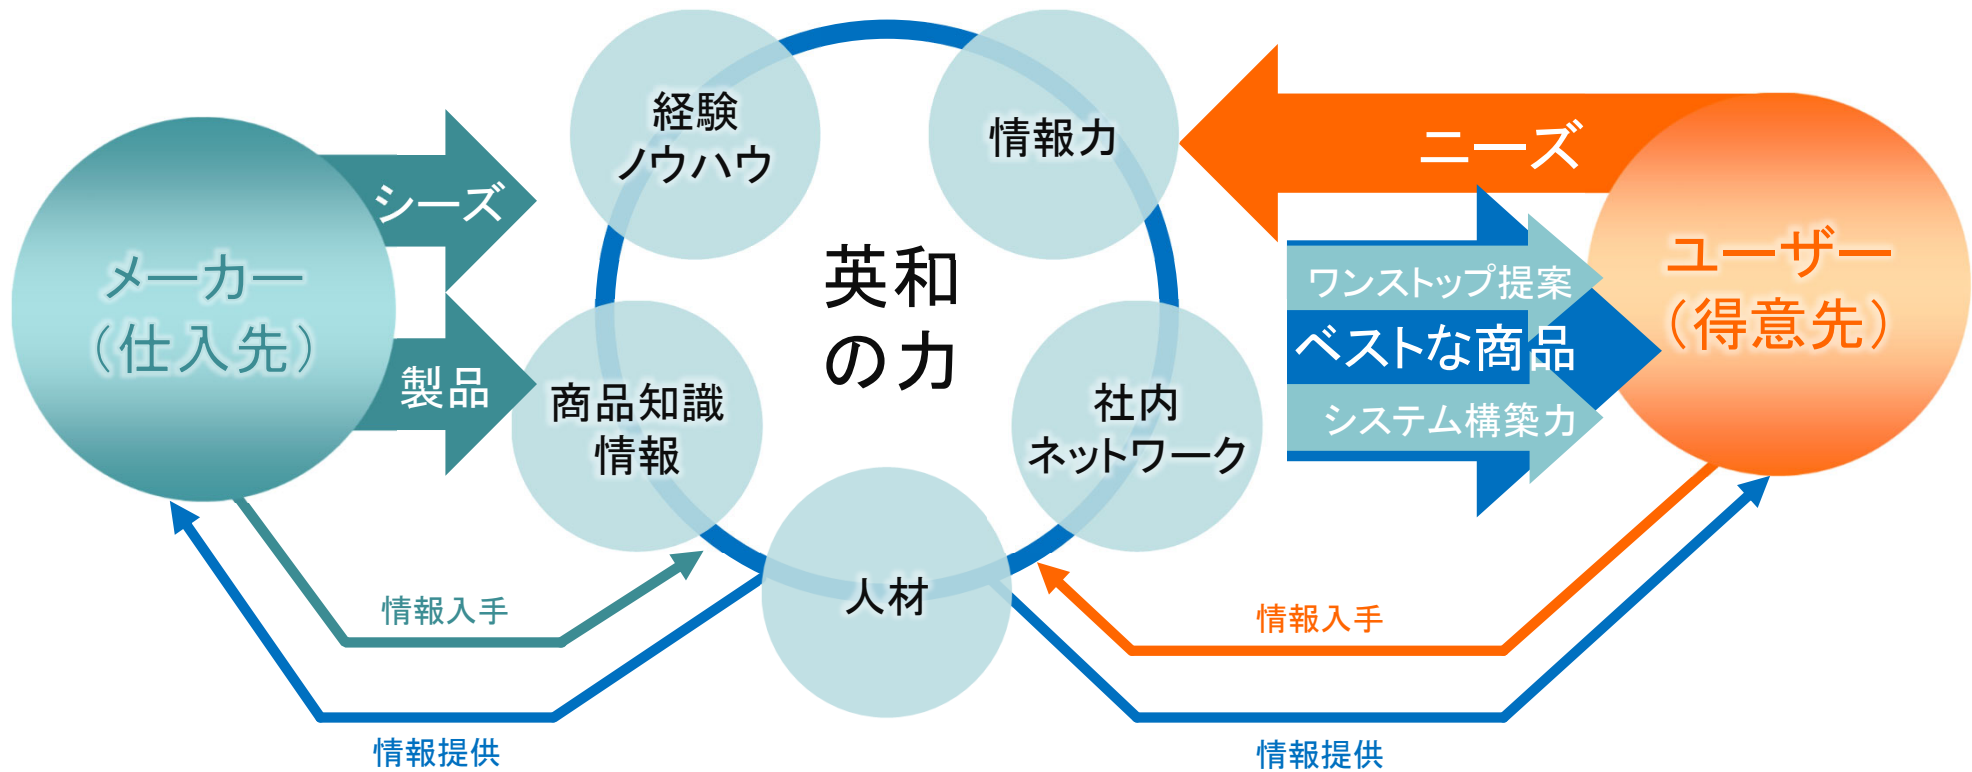 メーカー
（仕入先）
シーズ
製品
経験
ノウハウ
情報力
英和
の力
商品知識
情報
社内
ネットワーク
人材
ニーズ
ワンストップ提案
ベストな商品
システム構築力
ユーザー
（得意先）
情報入手
情報提供
情報入手
情報提供